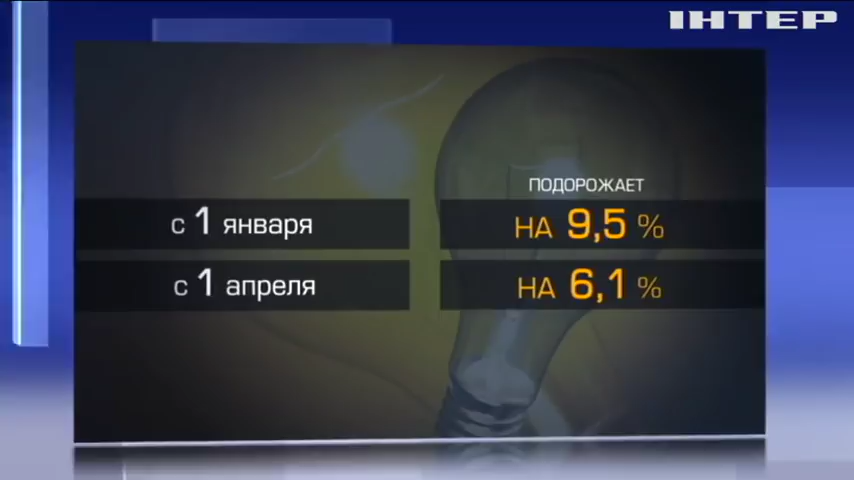 ІНТЕР
ПОДОРОЖАЕТ
с 1 января НА 9,5 %
с 1 апреля НА 6,1 %